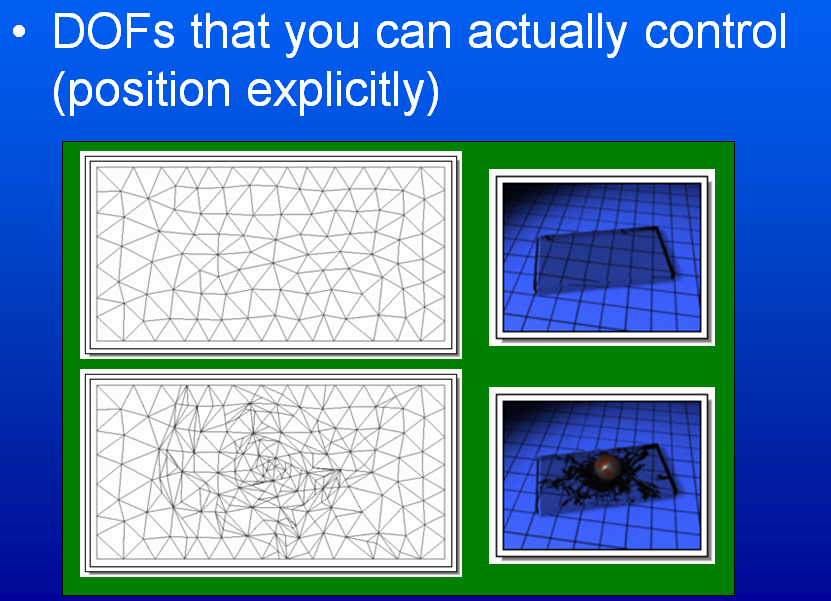 • DOFs that you can actually control
(position explicitly)